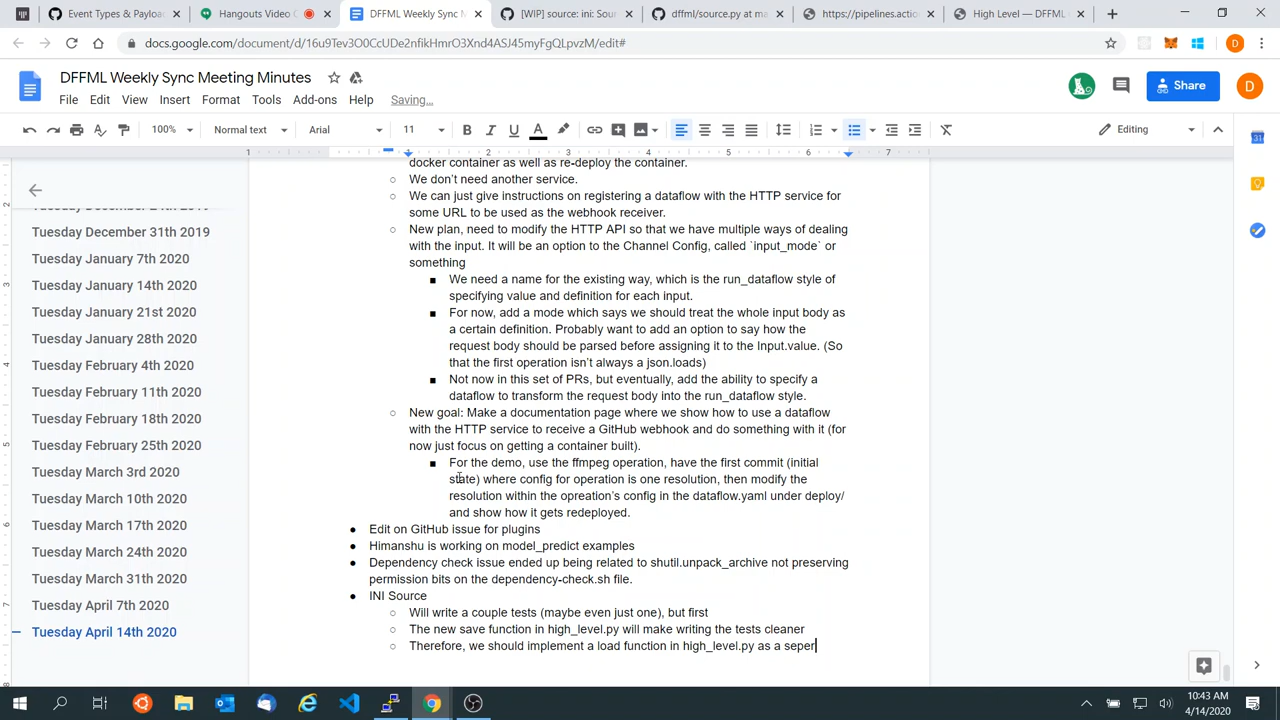 Event Types & Payloa
Hangouts Video C
DFFML Weekly Sync M
[WIP] source: ini: Sour
dffml/source.py at ma
https://pipelines.action
High Level — DFFML
docs.google.com/document/d/16u9Tev3O0CcUDe2nfikHmrO3Xnd4ASJ45myFgQLpvzM/edit#
DFFML Weekly Sync Meeting Minutes
File Edit View Insert Format Tools Add-ons Help Saving...
Share
D
100% Normal text Arial 11 Editing
docker container as well as re-deploy the container.
○ We don't need another service.
○ We can just give instructions on registering a dataflow with the HTTP service for
some URL to be used as the webhook receiver.
○ New plan, need to modify the HTTP API so that we have multiple ways of dealing
with the input. It will be an option to the Channel Config, called `input_mode` or
something
■ We need a name for the existing way, which is the run_dataflow style of
specifying value and definition for each input.
■ For now, add a mode which says we should treat the whole input body as
a certain definition. Probably want to add an option to say how the
request body should be parsed before assigning it to the Input.value. (So
that the first operation isn't always a json.loads)
■ Not now in this set of PRs, but eventually, add the ability to specify a
dataflow to transform the request body into the run_dataflow style.
○ New goal: Make a documentation page where we show how to use a dataflow
with the HTTP service to receive a GitHub webhook and do something with it (for
now just focus on getting a container built).
■ For the demo, use the ffmpeg operation, have the first commit (initial
state) where config for operation is one resolution, then modify the
resolution within the opreation's config in the dataflow.yaml under deploy/
and show how it gets redeployed.
● Edit on GitHub issue for plugins
● Himanshu is working on model_predict examples
● Dependency check issue ended up being related to shutil.unpack_archive not preserving
permission bits on the dependency-check.sh file.
● INI Source
○ Will write a couple tests (maybe even just one), but first
○ The new save function in high_level.py will make writing the tests cleaner
○ Therefore, we should implement a load function in high_level.py as a seper
Tuesday December 31th 2019
Tuesday January 7th 2020
Tuesday January 14th 2020
Tuesday January 21st 2020
Tuesday January 28th 2020
Tuesday February 4th 2020
Tuesday February 11th 2020
Tuesday February 18th 2020
Tuesday February 25th 2020
Tuesday March 3rd 2020
Tuesday March 10th 2020
Tuesday March 17th 2020
Tuesday March 24th 2020
Tuesday March 31th 2020
Tuesday April 7th 2020
Tuesday April 14th 2020
10:43 AM
4/14/2020